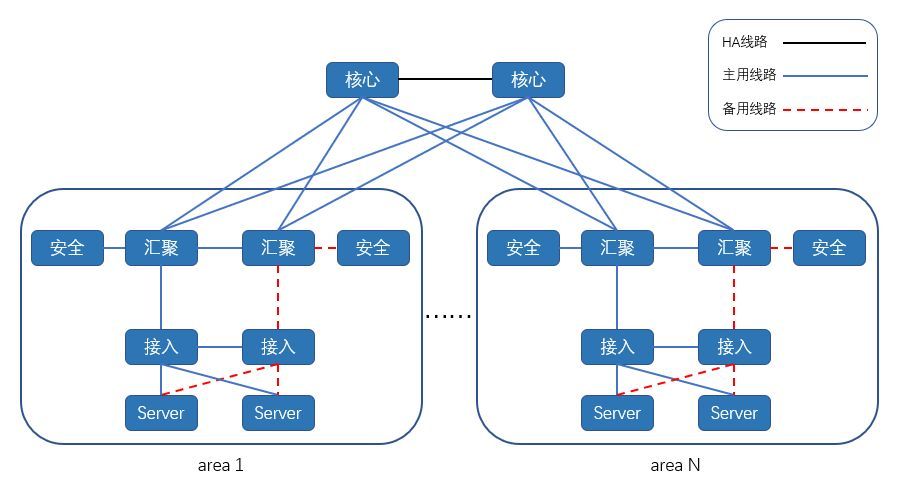 HA线路
主用线路
备用线路
核心
核心
安全
汇聚
汇聚
安全
安全
汇聚
汇聚
安全
……
接入
接入
接入
接入
Server
Server
Server
Server
area 1
area N